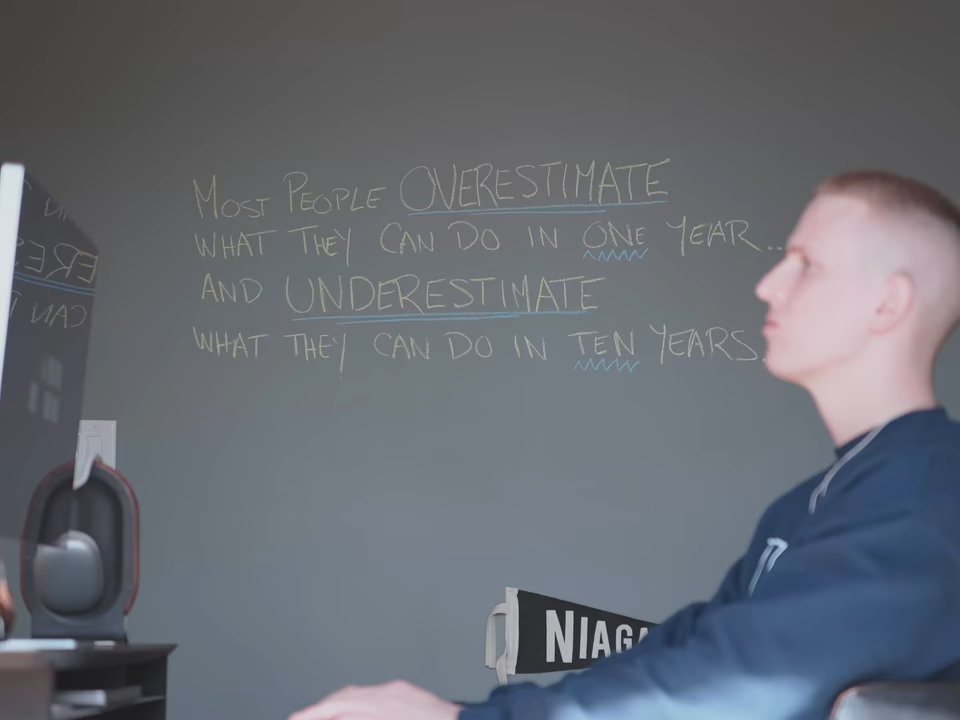 MOST PEOPLE OVERESTIMATE
WHAT THEY CAN DO IN ONE YEAR...
AND UNDERESTIMATE
WHAT THEY CAN DO IN TEN YEARS.